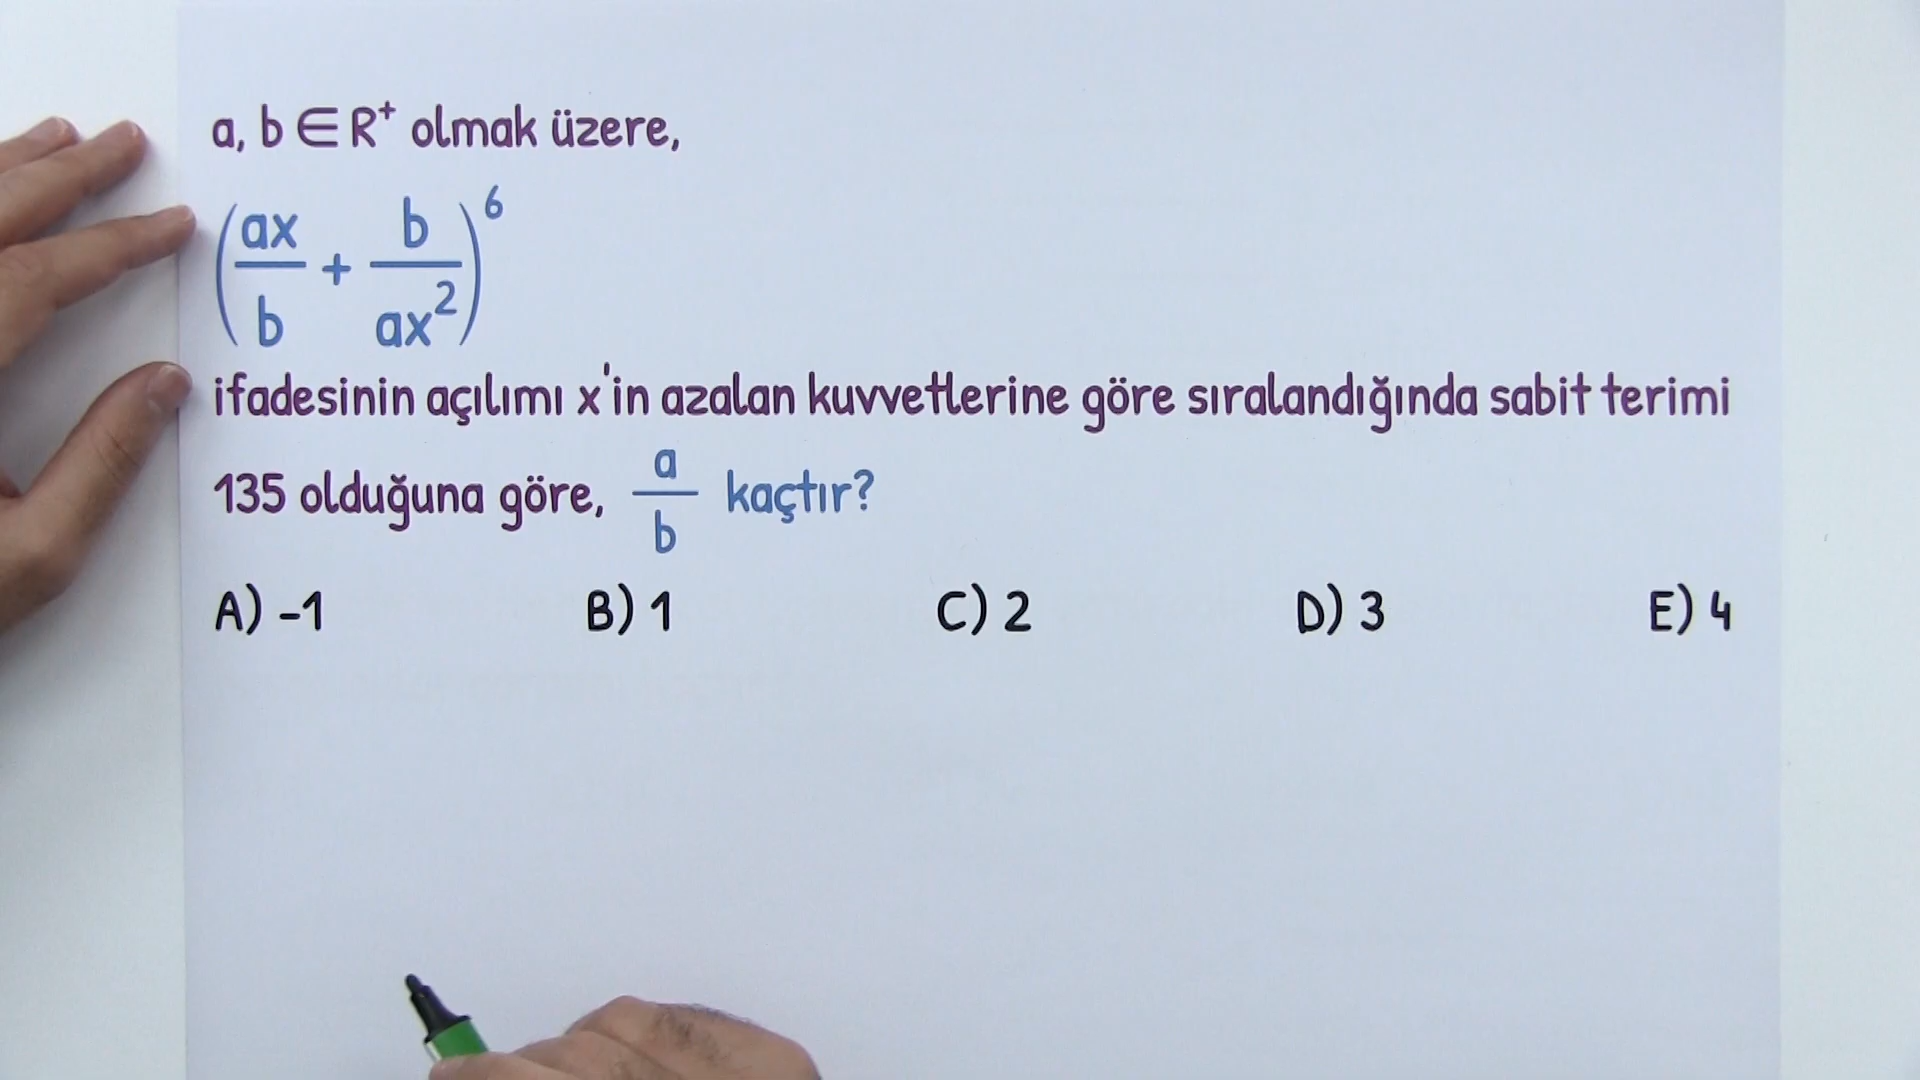 a, b ∈ R⁺ olmak üzere,
(ax/b + b/ax²)⁶
ifadesinin açılımı x'in azalan kuvvetlerine göre sıralandığında sabit terimi
135 olduğuna göre, a/b kaçtır?
A) -1 B) 1 C) 2 D) 3 E) 4